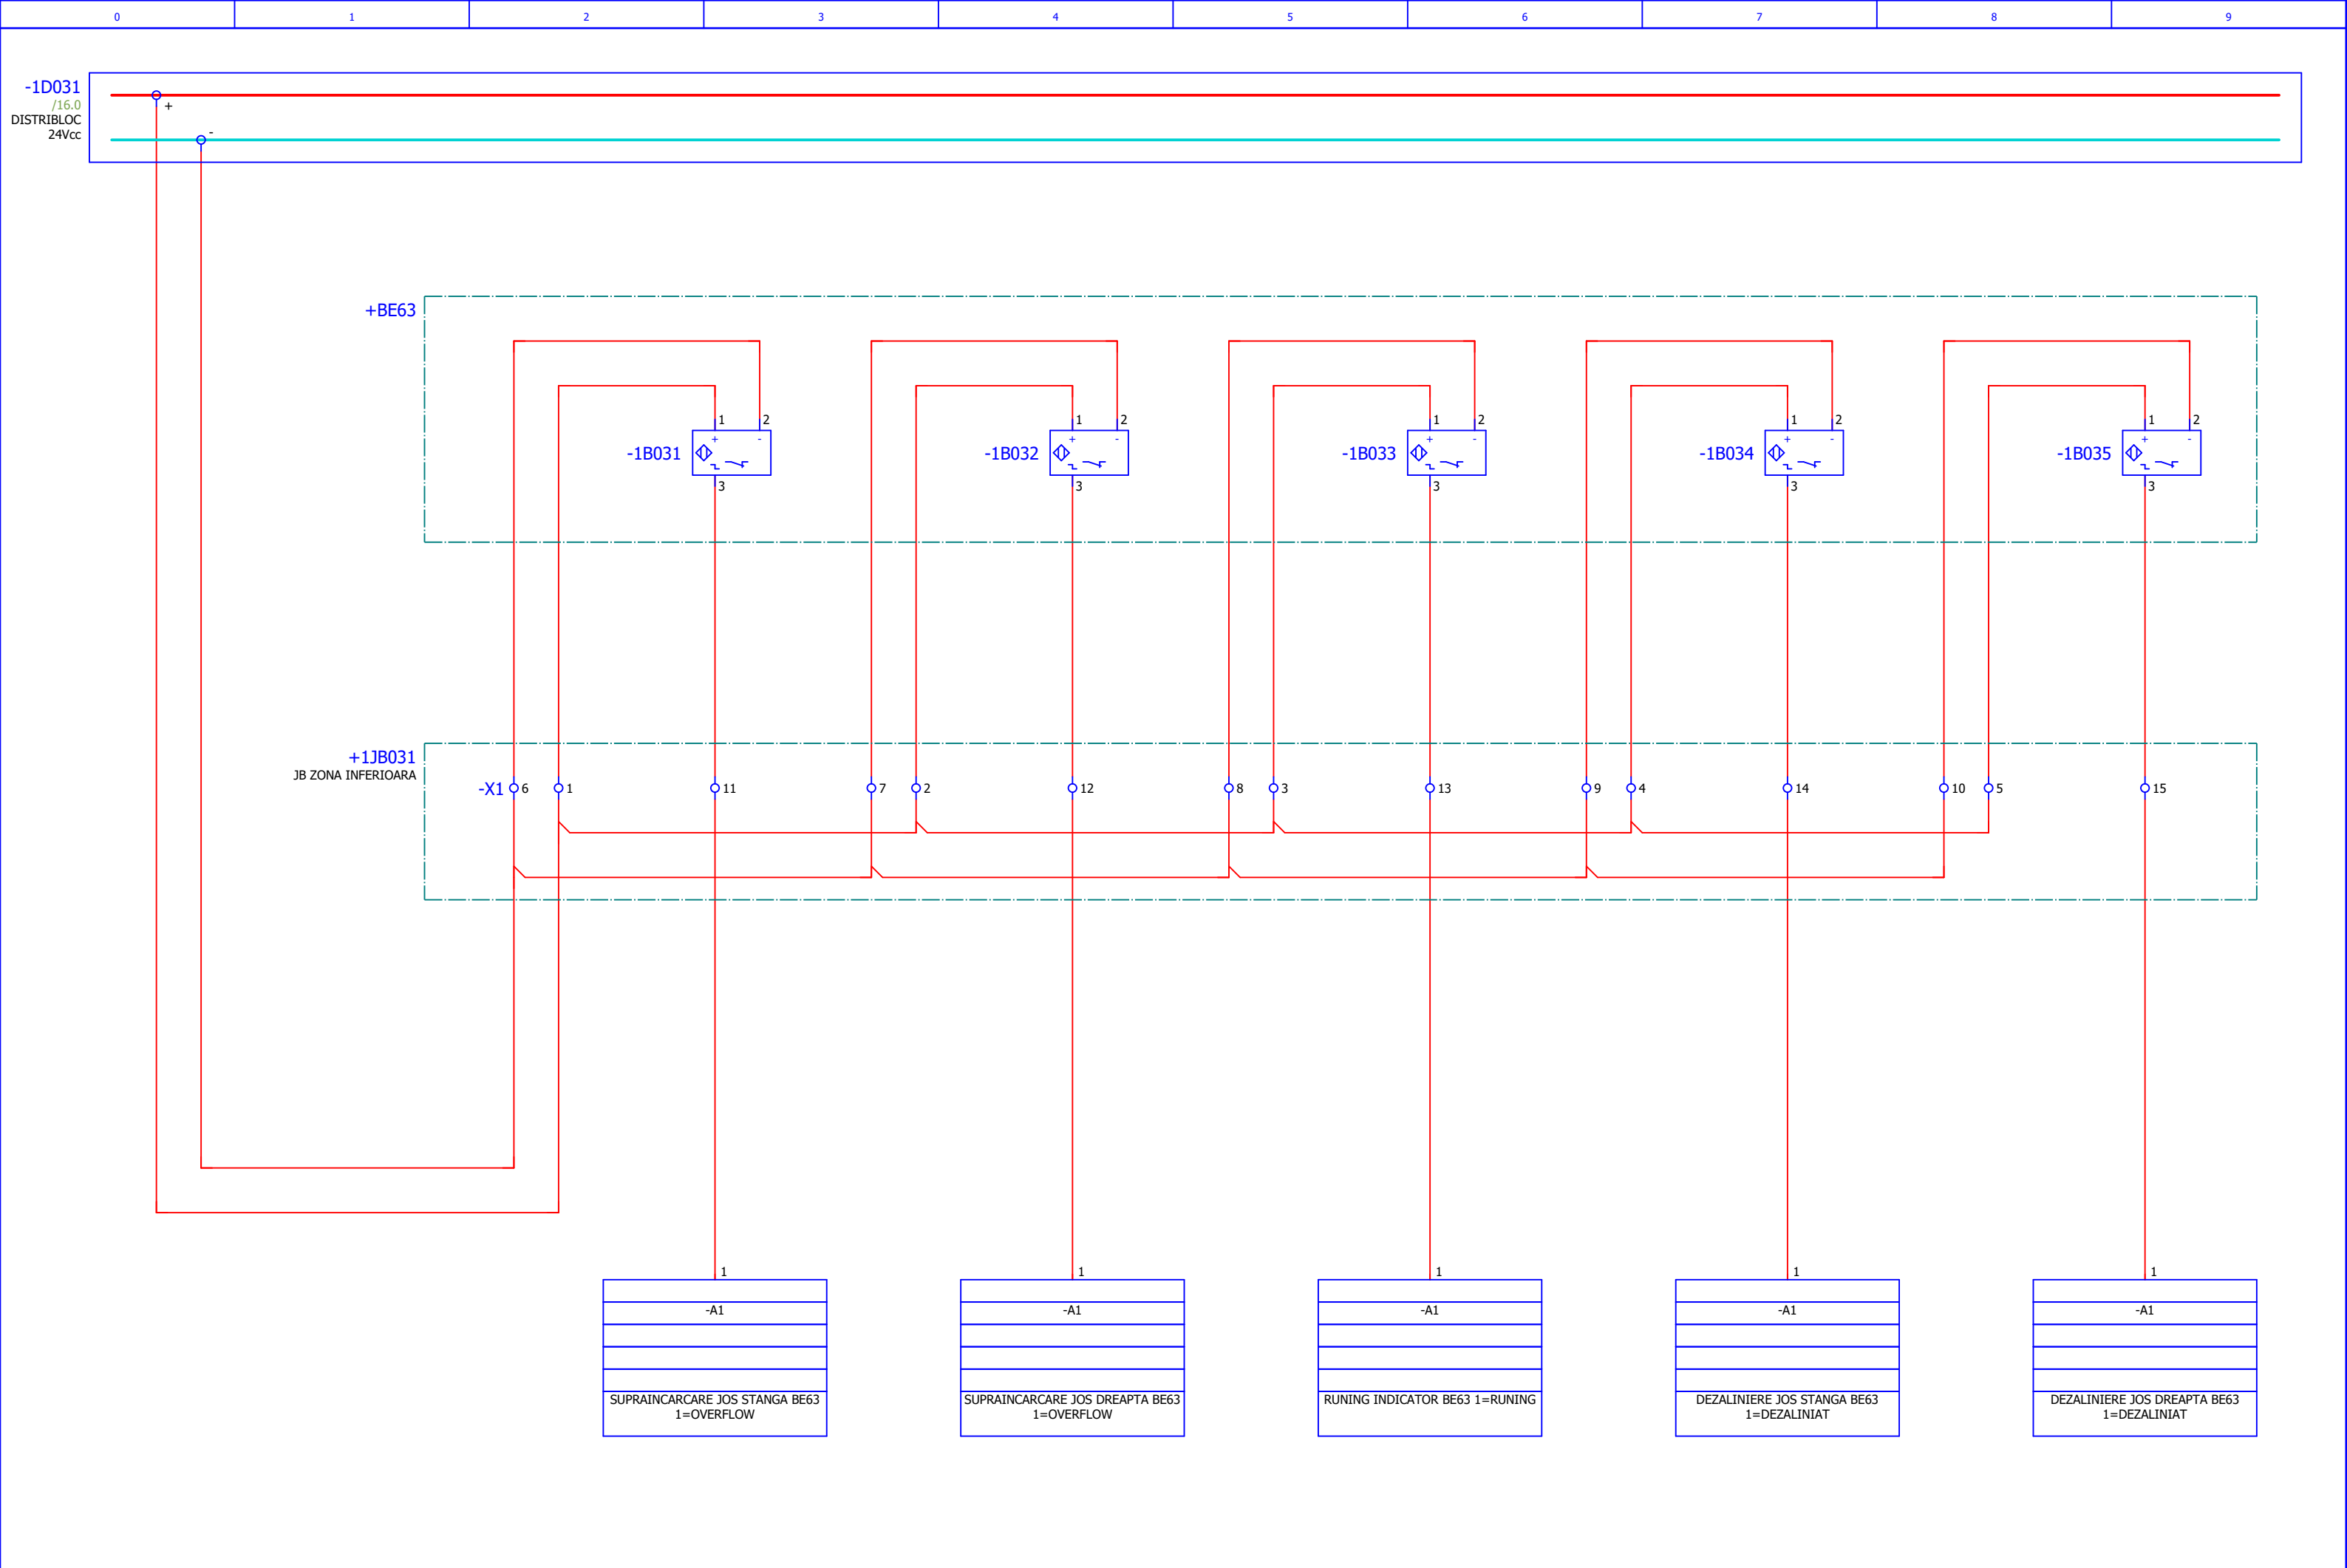 0 1 2 3 4 5 6 7 8 9
-1D031
/16.0
DISTRIBLOC
24Vcc
+
-
+BE63
1 2 1 2 1 2 1 2 1 2
+ - + - + - + - + -
-1B031 -1B032 -1B033 -1B034 -1B035
3 3 3 3 3
+1JB031
JB ZONA INFERIOARA
-X1 6 1 11 7 2 12 8 3 13 9 4 14 10 5 15
1 1 1 1 1
-A1 -A1 -A1 -A1 -A1
SUPRAINCARCARE JOS STANGA BE63
1=OVERFLOW
SUPRAINCARCARE JOS DREAPTA BE63
1=OVERFLOW
RUNING INDICATOR BE63 1=RUNING
DEZALINIERE JOS STANGA BE63
1=DEZALINIAT
DEZALINIERE JOS DREAPTA BE63
1=DEZALINIAT